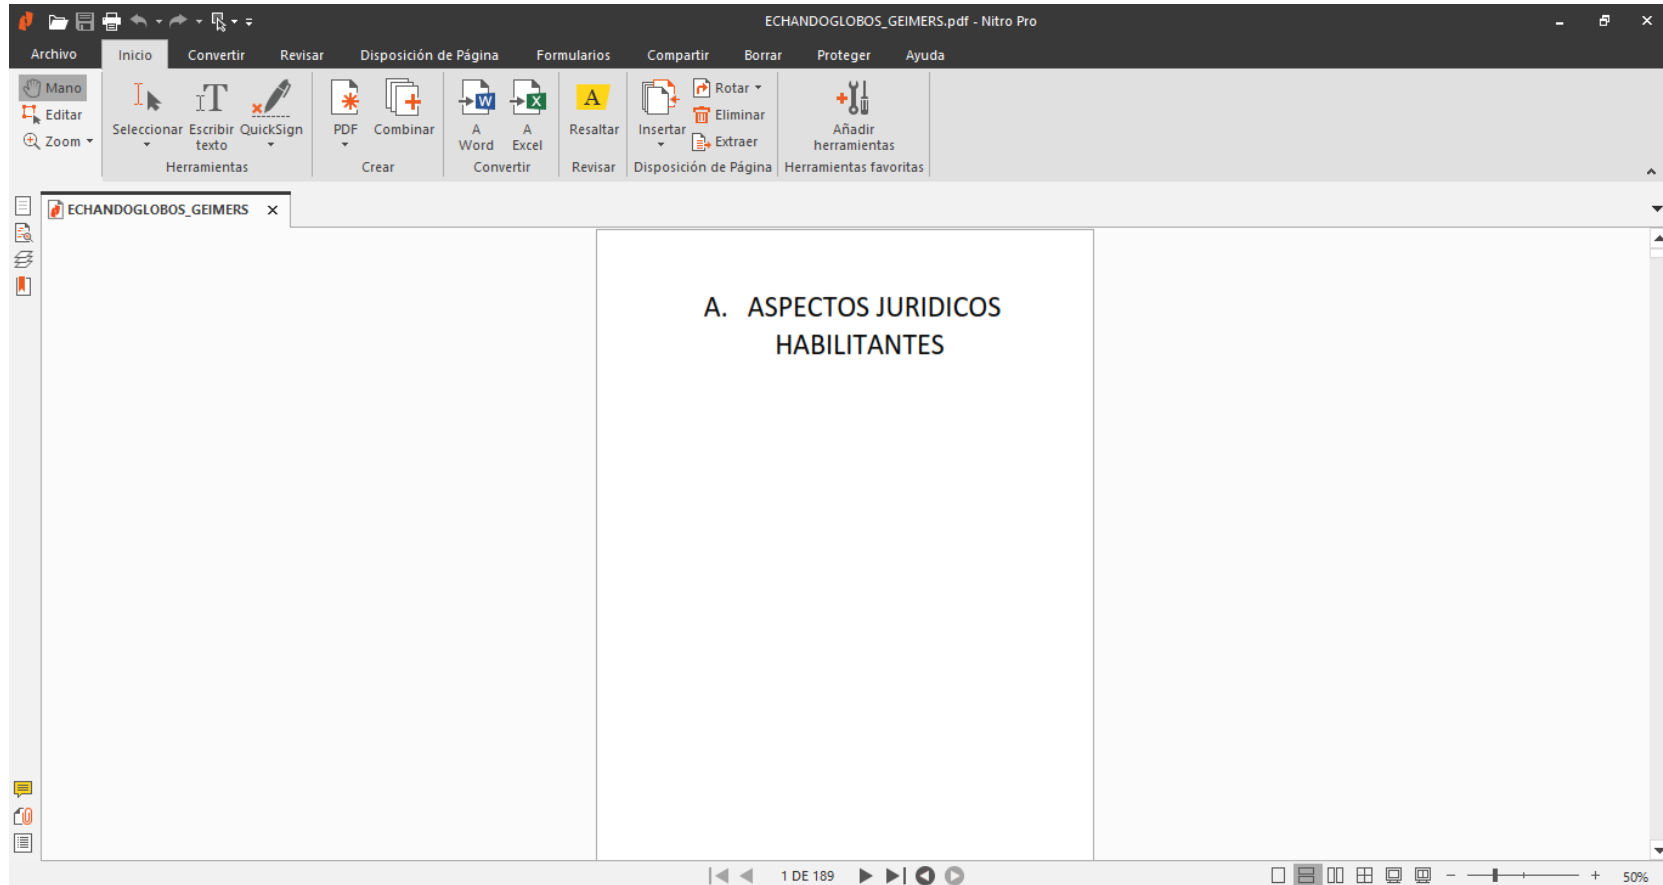 ECHANDOGLOBOS_GEIMERS.pdf - Nitro Pro
Archivo Inicio Convertir Revisar Disposición de Página Formularios Compartir Borrar Proteger Ayuda
Mano
Editar
Zoom
Seleccionar
Escribir texto
QuickSign
Herramientas
PDF
Combinar
Crear
A Word
A Excel
Convertir
A
Resaltar
Revisar
Insertar
Rotar
Eliminar
Extraer
Disposición de Página
Añadir herramientas
Herramientas favoritas
ECHANDOGLOBOS_GEIMERS
A. ASPECTOS JURIDICOS
HABILITANTES
1 DE 189
50%